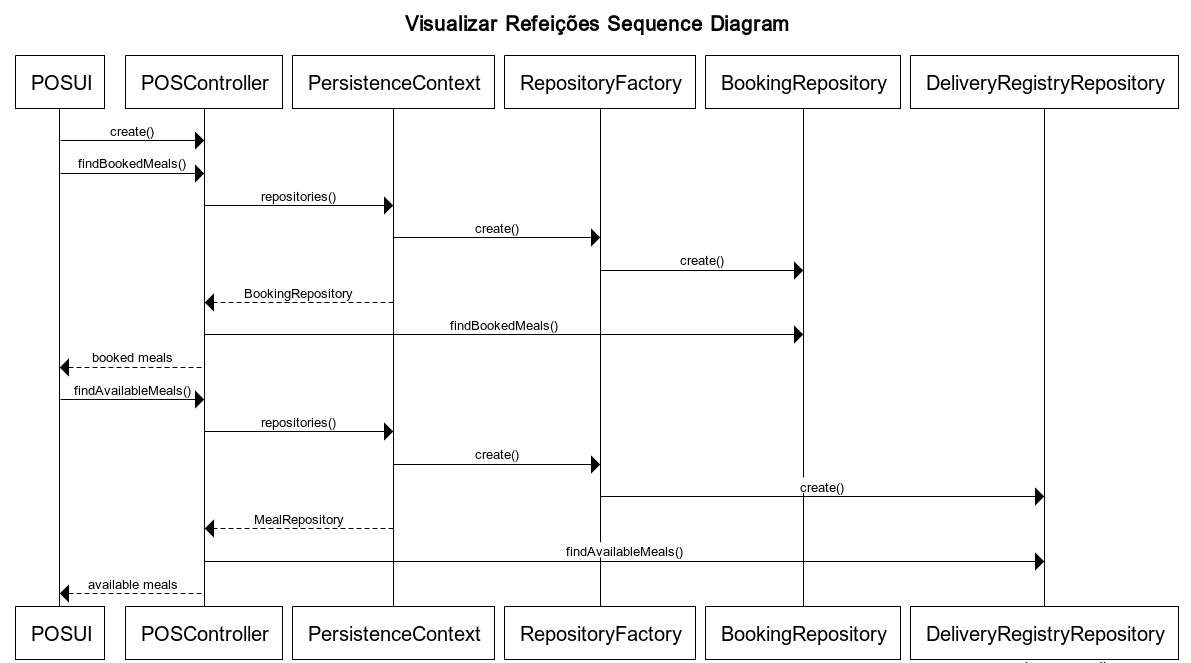 Visualizar Refeições Sequence Diagram
POSUI POSController PersistenceContext RepositoryFactory BookingRepository DeliveryRegistryRepository
create()
findBookedMeals()
repositories()
create()
create()
BookingRepository
findBookedMeals()
booked meals
findAvailableMeals()
repositories()
create()
create()
MealRepository
findAvailableMeals()
available meals
POSUI POSController PersistenceContext RepositoryFactory BookingRepository DeliveryRegistryRepository